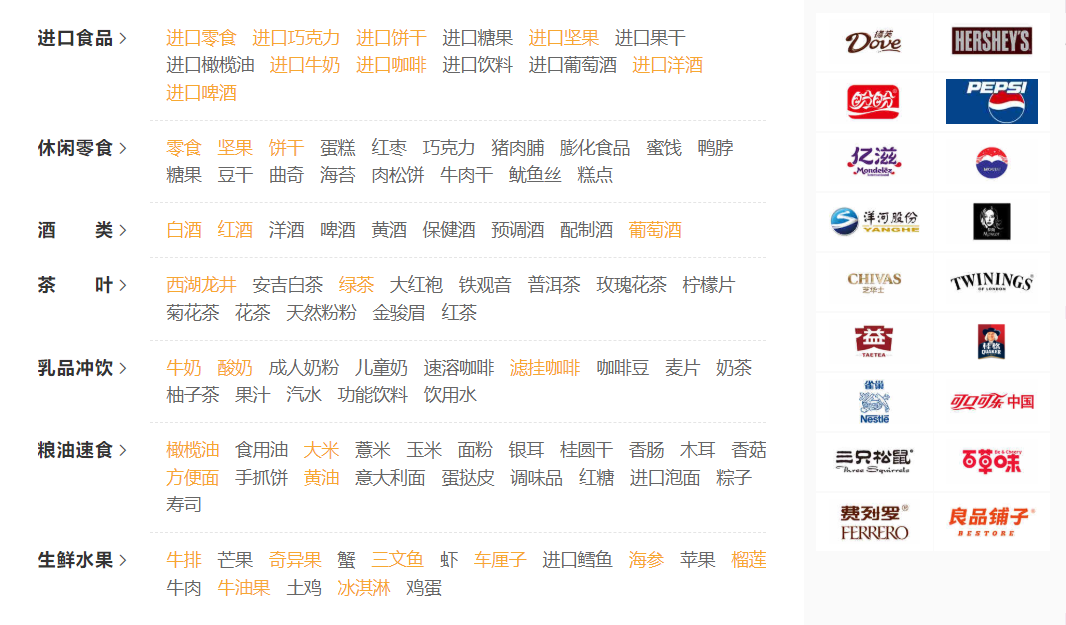 进口食品 > 进口零食 进口巧克力 进口饼干 进口糖果 进口坚果 进口果干
进口橄榄油 进口牛奶 进口咖啡 进口饮料 进口葡萄酒 进口洋酒
进口啤酒
休闲零食 > 零食 坚果 饼干 蛋糕 红枣 巧克力 猪肉脯 膨化食品 蜜饯 鸭脖
糖果 豆干 曲奇 海苔 肉松饼 牛肉干 鱿鱼丝 糕点
酒 类 > 白酒 红酒 洋酒 啤酒 黄酒 保健酒 预调酒 配制酒 葡萄酒
茶 叶 > 西湖龙井 安吉白茶 绿茶 大红袍 铁观音 普洱茶 玫瑰花茶 柠檬片
菊花茶 花茶 天然粉粉 金骏眉 红茶
乳品冲饮 > 牛奶 酸奶 成人奶粉 儿童奶 速溶咖啡 滤挂咖啡 咖啡豆 麦片 奶茶
柚子茶 果汁 汽水 功能饮料 饮用水
粮油速食 > 橄榄油 食用油 大米 薏米 玉米 面粉 银耳 桂圆干 香肠 木耳 香菇
方便面 手抓饼 黄油 意大利面 蛋挞皮 调味品 红糖 进口泡面 粽子
寿司
生鲜水果 > 牛排 芒果 奇异果 蟹 三文鱼 虾 车厘子 进口鳕鱼 海参 苹果 榴莲
牛肉 牛油果 土鸡 冰淇淋 鸡蛋
德芙
Dove
HERSHEY'S
盼盼
PEPSI
亿滋
Mondelēz
洋河股份
YANGHE
CHIVAS
芝华士
TWININGS
OF LONDON
益
TAETEA
桂格
QUAKER
雀巢
Nestlé
可口可乐中国
三只松鼠®
Three Squirrels
百草味
Be & Cheery
费列罗®
FERRERO
良品铺子®
BESTORE